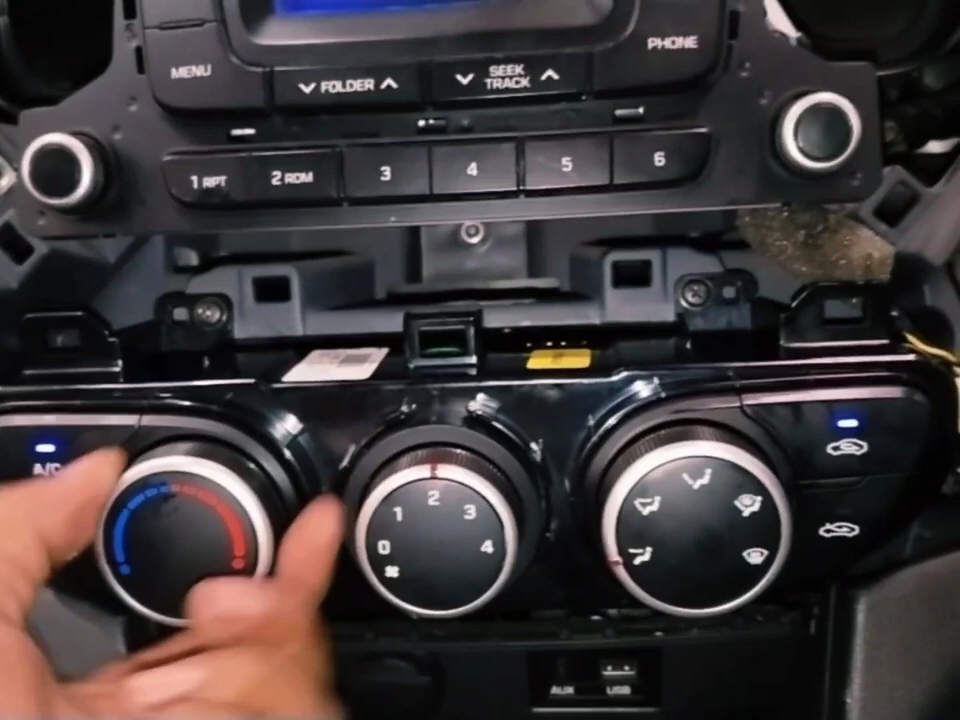 MENU
FOLDER
SEEK
TRACK
PHONE
1 RPT
2 RDM
3
4
5
6
A/C
0
1
2
3
4
AUX
USB